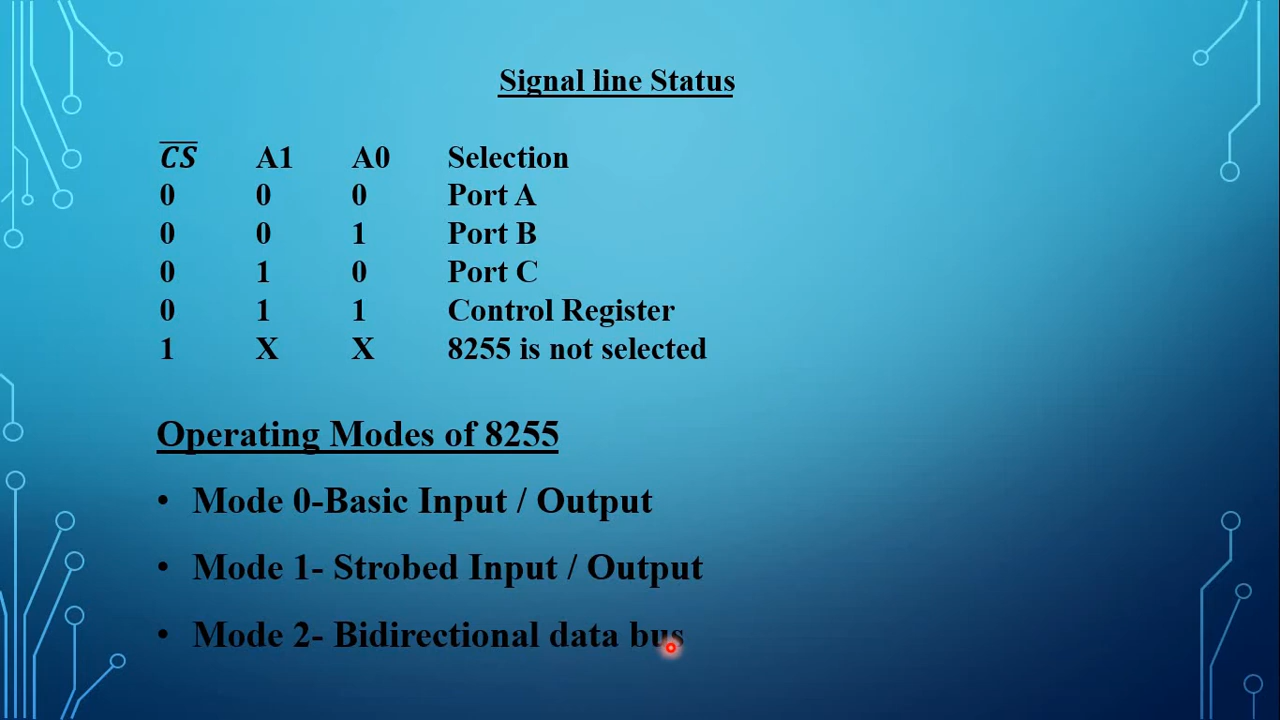 Signal line Status
C̅S̅ A1 A0 Selection
0 0 0 Port A
0 0 1 Port B
0 1 0 Port C
0 1 1 Control Register
1 X X 8255 is not selected
Operating Modes of 8255
• Mode 0-Basic Input / Output
• Mode 1- Strobed Input / Output
• Mode 2- Bidirectional data bus